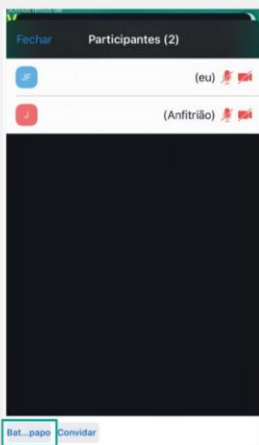 Fechar Participantes (2)
JF (eu)
J (Anfitrião)
Bat...papo Convidar